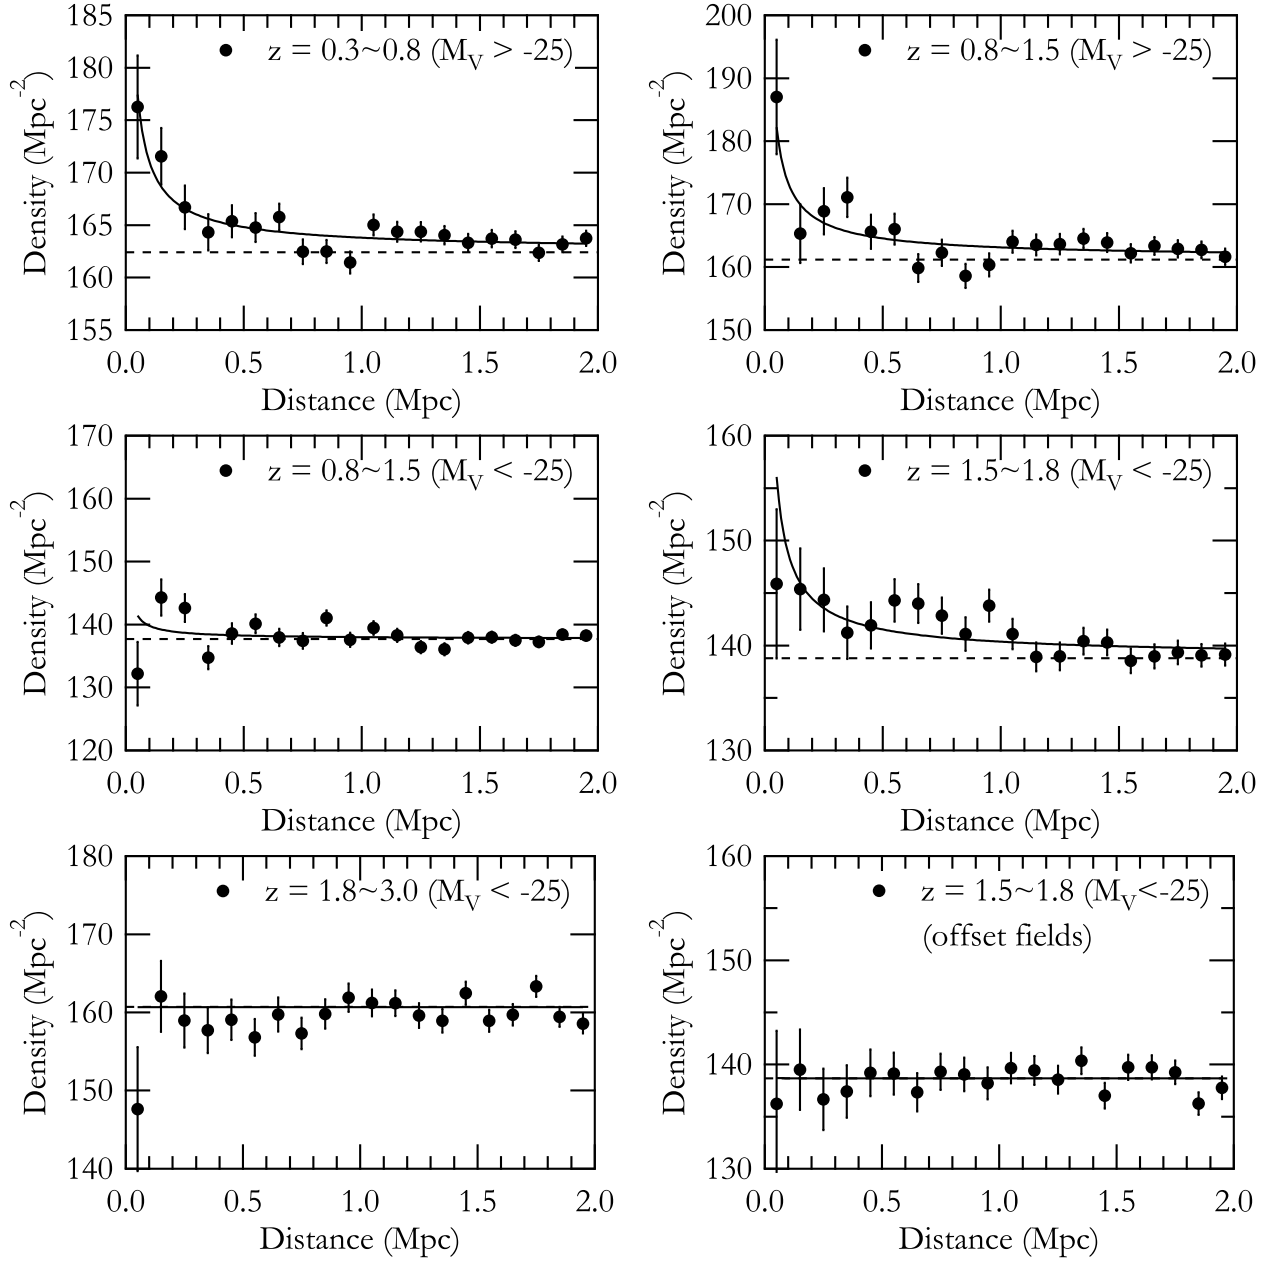 185
180
175
170
165
160
155
Density (Mpc-2)
z = 0.3~0.8 (MV > -25)
0.0 0.5 1.0 1.5 2.0
Distance (Mpc)
200
190
180
170
160
150
Density (Mpc-2)
z = 0.8~1.5 (MV > -25)
0.0 0.5 1.0 1.5 2.0
Distance (Mpc)
170
160
150
140
130
120
Density (Mpc-2)
z = 0.8~1.5 (MV < -25)
0.0 0.5 1.0 1.5 2.0
Distance (Mpc)
160
150
140
130
Density (Mpc-2)
z = 1.5~1.8 (MV < -25)
0.0 0.5 1.0 1.5 2.0
Distance (Mpc)
180
170
160
150
140
Density (Mpc-2)
z = 1.8~3.0 (MV < -25)
0.0 0.5 1.0 1.5 2.0
Distance (Mpc)
160
150
140
130
Density (Mpc-2)
z = 1.5~1.8 (MV<-25)
(offset fields)
0.0 0.5 1.0 1.5 2.0
Distance (Mpc)